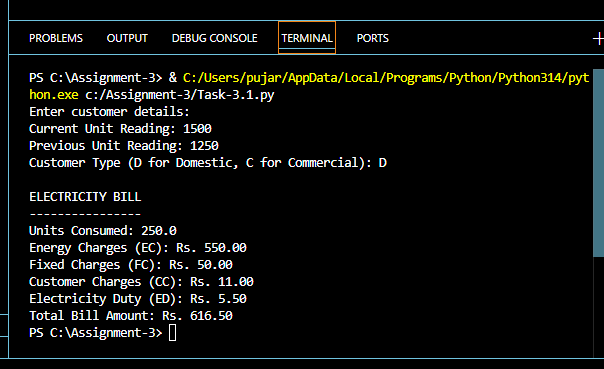 PROBLEMS OUTPUT DEBUG CONSOLE TERMINAL PORTS +
PS C:\Assignment-3> & C:/Users/pujar/AppData/Local/Programs/Python/Python314/pyt
hon.exe c:/Assignment-3/Task-3.1.py
Enter customer details:
Current Unit Reading: 1500
Previous Unit Reading: 1250
Customer Type (D for Domestic, C for Commercial): D
ELECTRICITY BILL
----------------
Units Consumed: 250.0
Energy Charges (EC): Rs. 550.00
Fixed Charges (FC): Rs. 50.00
Customer Charges (CC): Rs. 11.00
Electricity Duty (ED): Rs. 5.50
Total Bill Amount: Rs. 616.50
PS C:\Assignment-3>